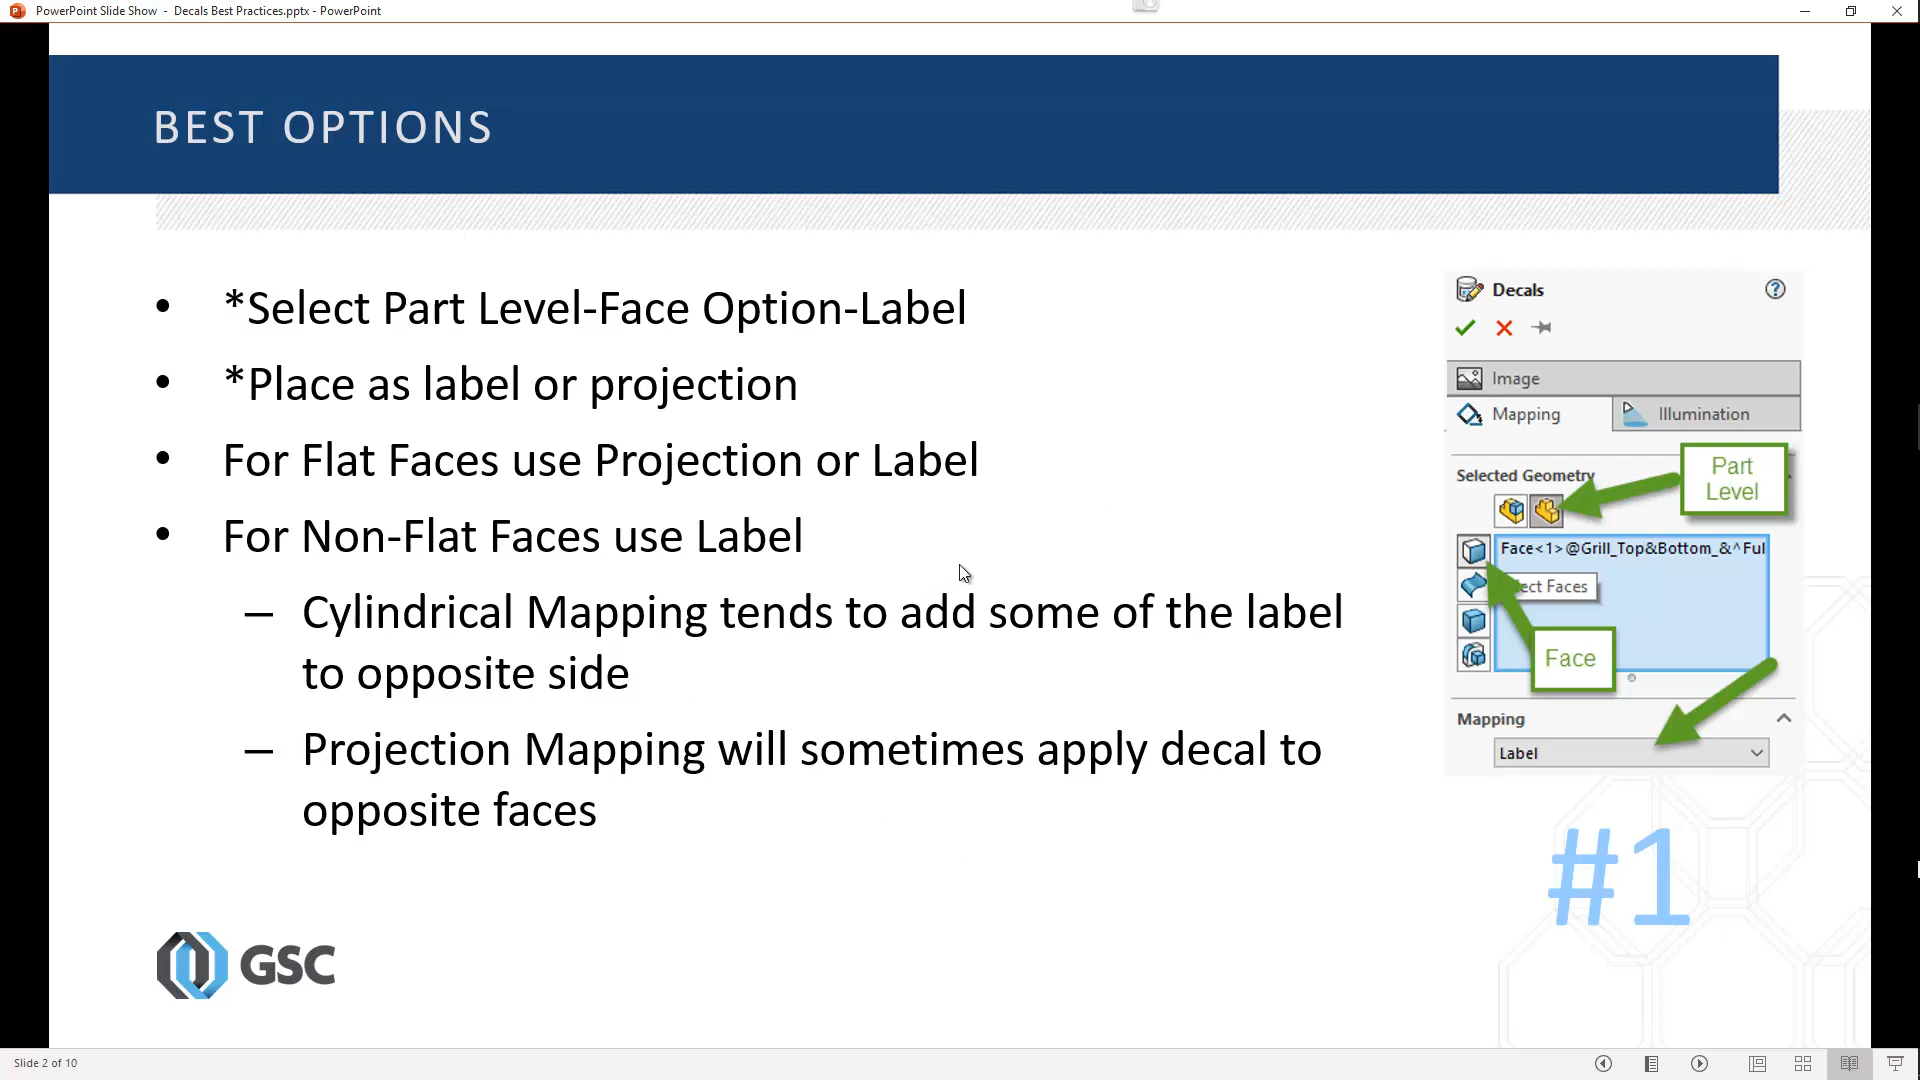 PowerPoint Slide Show - Decals Best Practices.pptx - PowerPoint
BEST OPTIONS
• *Select Part Level-Face Option-Label
• *Place as label or projection
• For Flat Faces use Projection or Label
• For Non-Flat Faces use Label
– Cylindrical Mapping tends to add some of the label
to opposite side
– Projection Mapping will sometimes apply decal to
opposite faces
Decals
Image
Mapping
Illumination
Selected Geometry
Part
Level
Face<1>@Grill_Top&Bottom_&^Ful
ect Faces
Face
Mapping
Label
#1
GSC
Slide 2 of 10